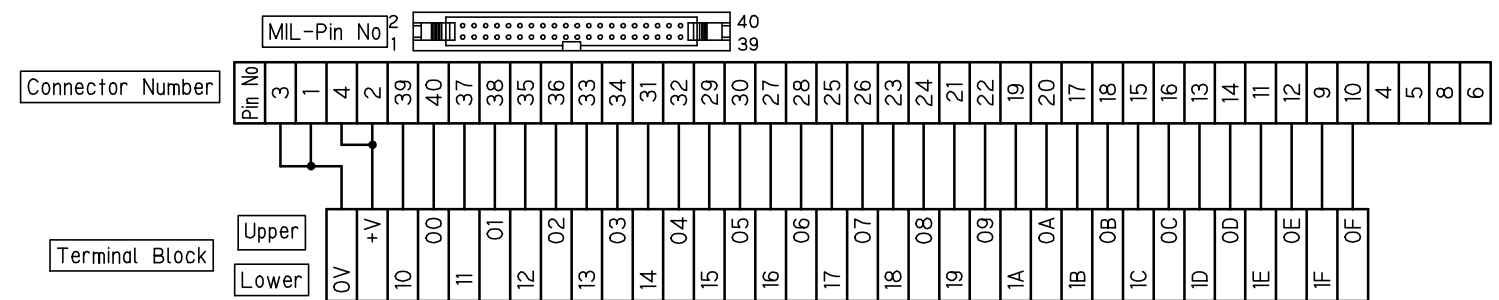 MIL-Pin No 2 40
1 39
Connector Number Pin No 3 1 4 2 39 40 37 38 35 36 33 34 31 32 29 30 27 28 25 26 23 24 21 22 19 20 17 18 15 16 13 14 11 12 9 10 4 5 8 6
Upper +V 00 01 02 03 04 05 06 07 08 09 0A 0B 0C 0D 0E 0F
Terminal Block
Lower 0V 10 11 12 13 14 15 16 17 18 19 1A 1B 1C 1D 1E 1F